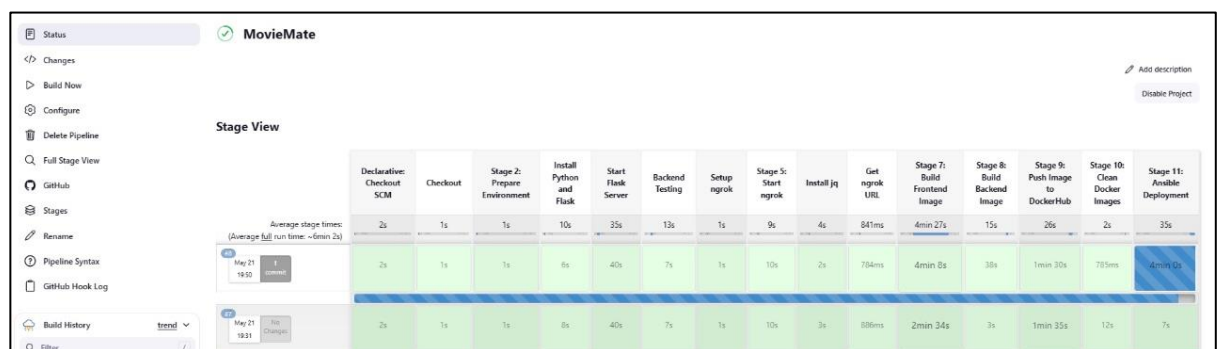 Status
Changes
Build Now
Configure
Delete Pipeline
Full Stage View
GitHub
Stages
Rename
Pipeline Syntax
GitHub Hook Log
Build History trend
Filter /
MovieMate
Add description
Disable Project
Stage View
Declarative: Checkout SCM
Checkout
Stage 2: Prepare Environment
Install Python and Flask
Start Flask Server
Backend Testing
Setup ngrok
Stage 5: Start ngrok
Install jq
Get ngrok URL
Stage 7: Build Frontend Image
Stage 8: Build Backend Image
Stage 9: Push Image to DockerHub
Stage 10: Clean Docker Images
Stage 11: Ansible Deployment
Average stage times: 2s 1s 1s 10s 35s 13s 1s 9s 4s 841ms 4min 27s 15s 26s 2s 35s
(Average full run time: ~6min 2s)
May 21 19:50 1 commit 2s 1s 1s 6s 40s 7s 1s 10s 2s 784ms 4min 8s 38s 1min 30s 785ms 4min 0s
#7 May 21 19:31 No Changes 2s 1s 1s 8s 40s 7s 1s 10s 3s 886ms 2min 34s 3s 1min 35s 12s 7s